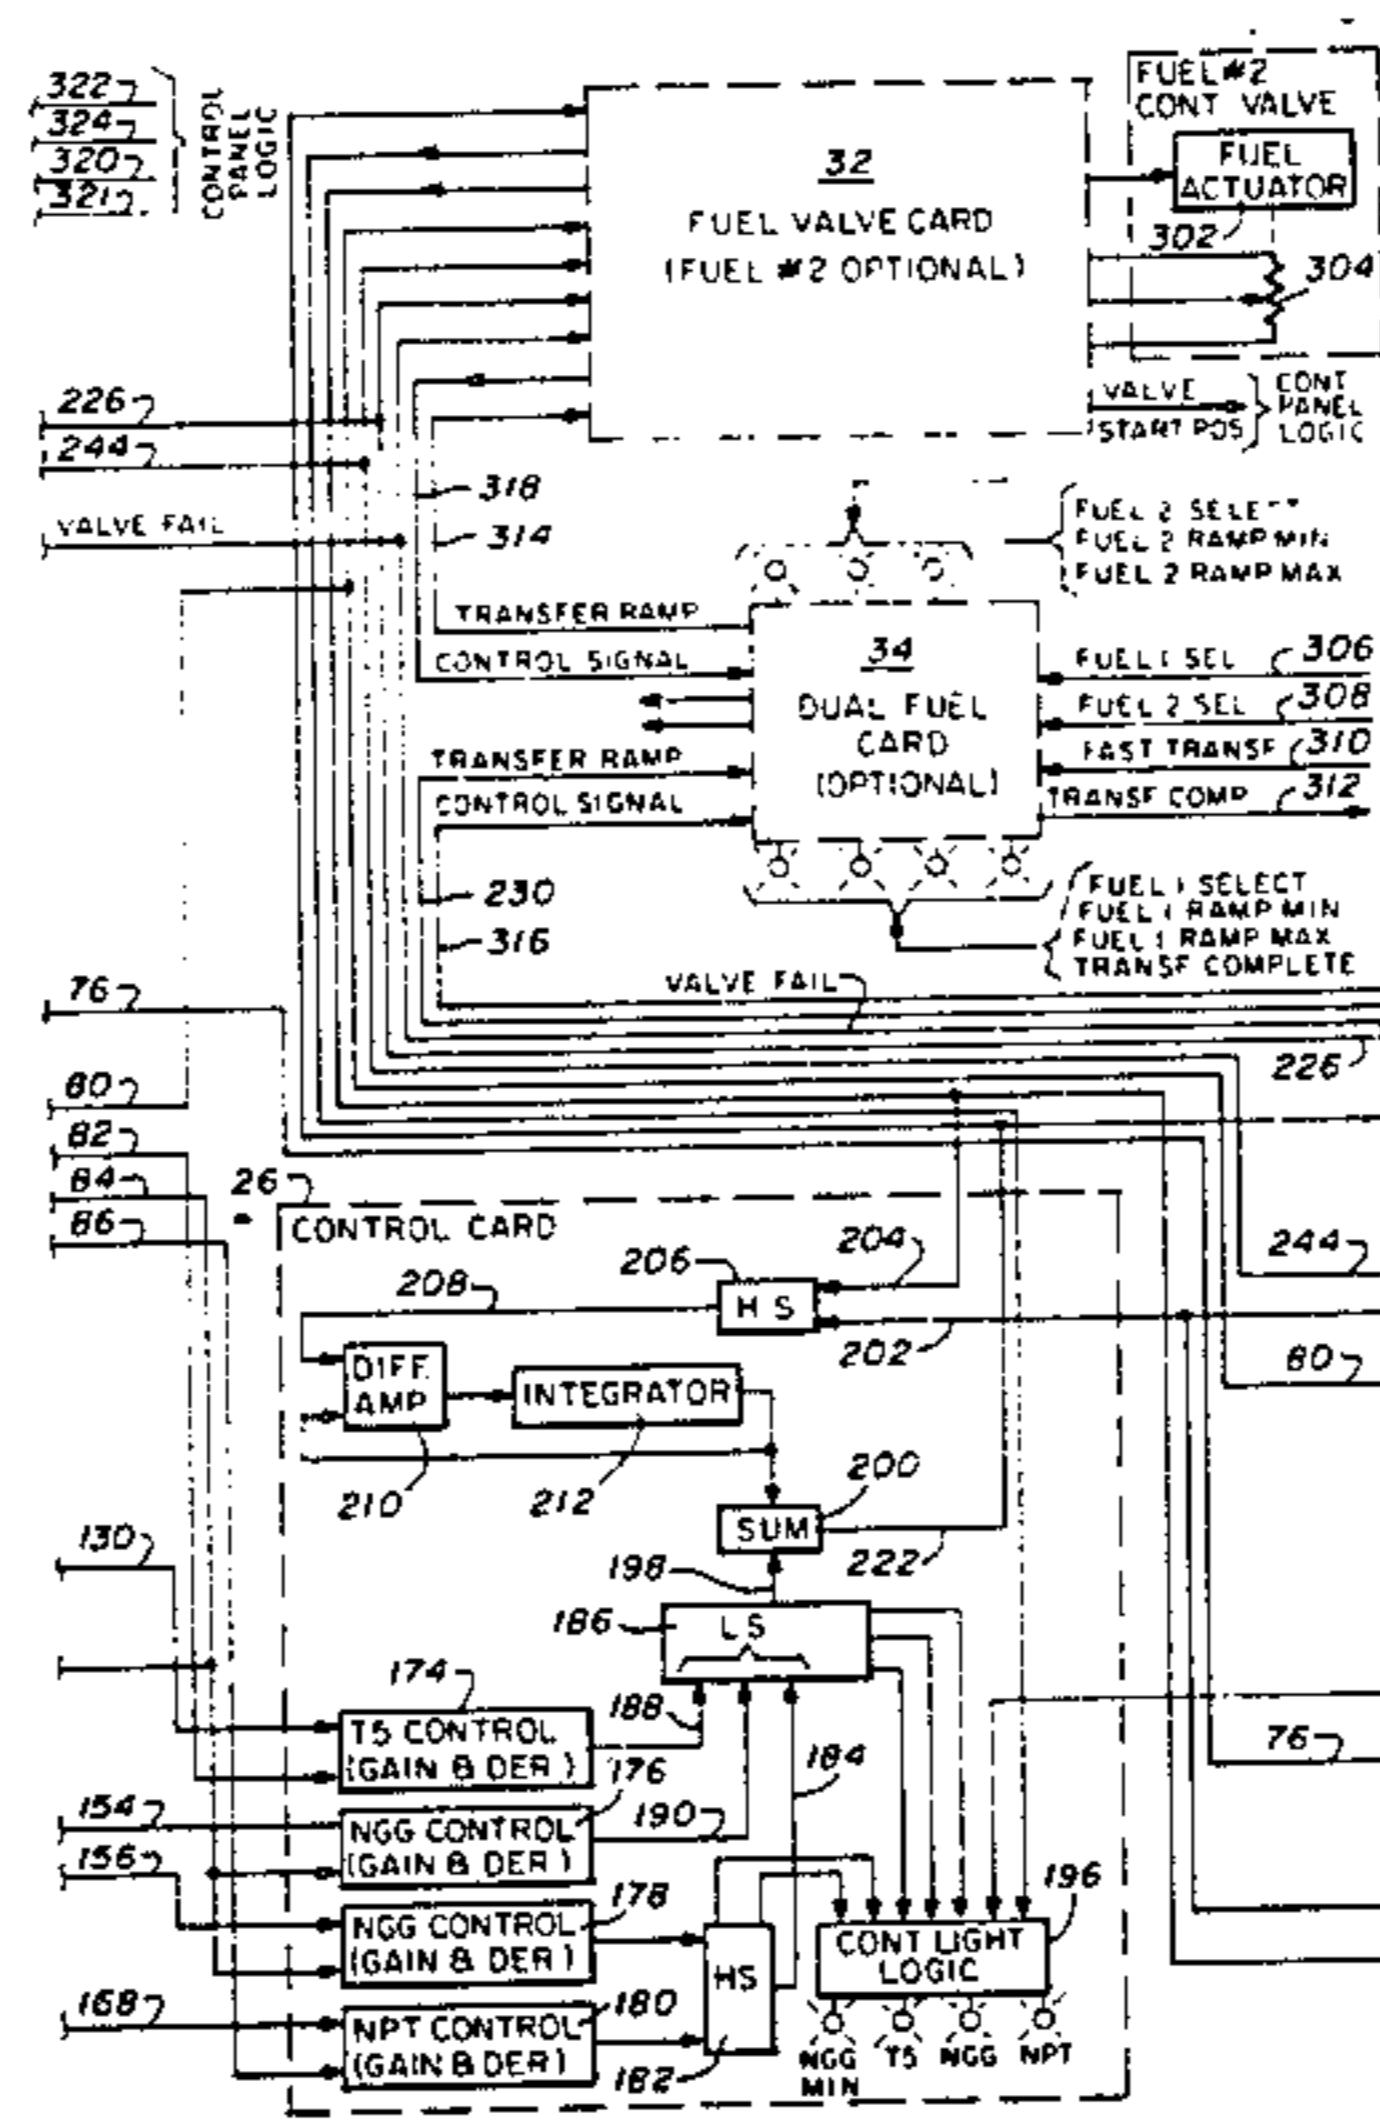 322
324
320
321
CONTROL
PANEL
LOGIC
32
FUEL VALVE CARD
(FUEL #2 OPTIONAL)
FUEL #2
CONT VALVE
FUEL
ACTUATOR
302
304
VALVE
START POS
CONT
PANEL
LOGIC
226
244
VALVE FAIL
318
314
FUEL 2 SELECT
FUEL 2 RAMP MIN
FUEL 2 RAMP MAX
TRANSFER RAMP
CONTROL SIGNAL
34
DUAL FUEL
CARD
(OPTIONAL)
FUEL 1 SEL 306
FUEL 2 SEL 308
FAST TRANSF 310
TRANSF COMP 312
TRANSFER RAMP
CONTROL SIGNAL
230
316
FUEL 1 SELECT
FUEL 1 RAMP MIN
FUEL 1 RAMP MAX
TRANSF COMPLETE
VALVE FAIL
76
226
80
82
84
86
26
CONTROL CARD
204
206
HS
208
202
244
80
DIFF.
AMP
INTEGRATOR
210
212
200
SUM
222
130
198
186
LS
174
188
T5 CONTROL
(GAIN & DER)
184
76
176
154
NGG CONTROL
(GAIN & DER)
190
156
178
NGG CONTROL
(GAIN & DER)
196
CONT LIGHT
LOGIC
HS
168
180
NPT CONTROL
(GAIN & DER)
182
NGG
MIN
T5
NGG
NPT